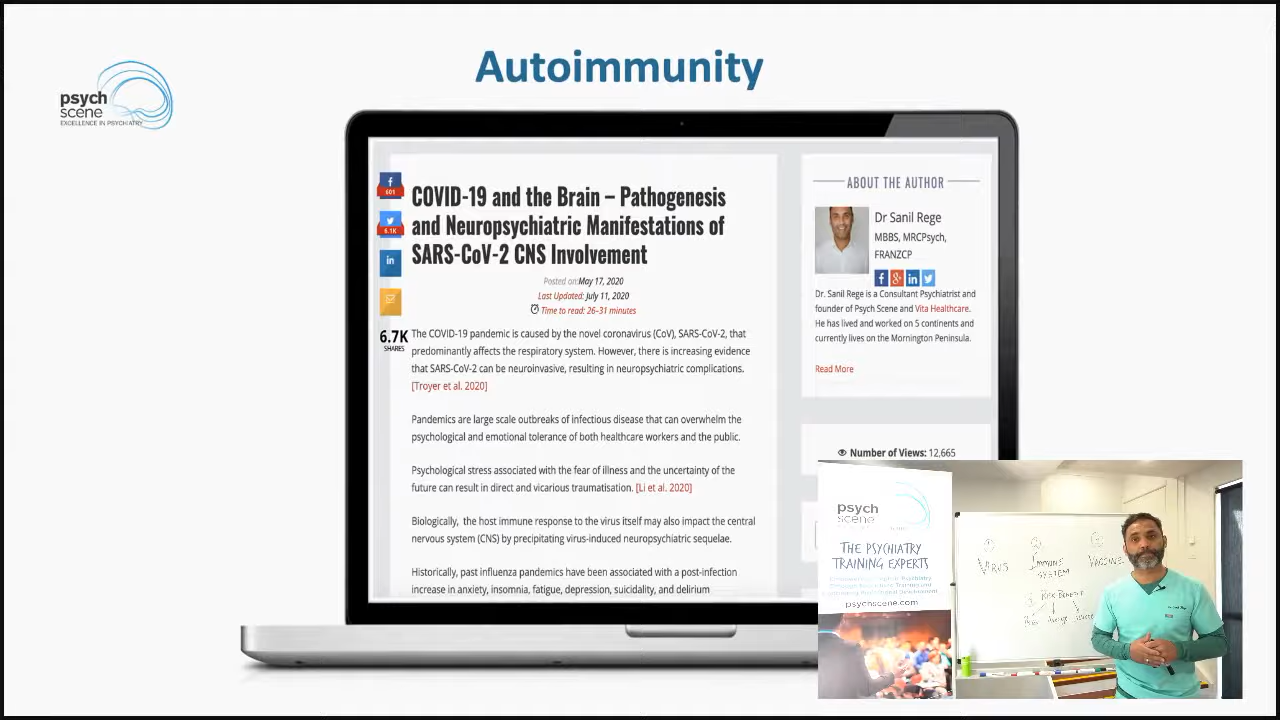 Autoimmunity
psych
scene
EXCELLENCE IN PSYCHIATRY
f
601
6.1K
in
6.7K
SHARES
COVID-19 and the Brain – Pathogenesis
and Neuropsychiatric Manifestations of
SARS-CoV-2 CNS Involvement
Posted on:May 17, 2020
Last Updated: July 11, 2020
Time to read: 26–31 minutes
The COVID-19 pandemic is caused by the novel coronavirus (CoV), SARS-CoV-2, that
predominantly affects the respiratory system. However, there is increasing evidence
that SARS-CoV-2 can be neuroinvasive, resulting in neuropsychiatric complications.
[Troyer et al. 2020]
Pandemics are large scale outbreaks of infectious disease that can overwhelm the
psychological and emotional tolerance of both healthcare workers and the public.
Psychological stress associated with the fear of illness and the uncertainty of the
future can result in direct and vicarious traumatisation. [Li et al. 2020]
Biologically, the host immune response to the virus itself may also impact the central
nervous system (CNS) by precipitating virus-induced neuropsychiatric sequelae.
Historically, past influenza pandemics have been associated with a post-infection
increase in anxiety, insomnia, fatigue, depression, suicidality, and delirium
ABOUT THE AUTHOR
Dr Sanil Rege
MBBS, MRCPsych,
FRANZCP
f g+ in
Dr. Sanil Rege is a Consultant Psychiatrist and
founder of Psych Scene and Vita Healthcare.
He has lived and worked on 5 continents and
currently lives on the Mornington Peninsula.
Read More
Number of Views: 12,665
psych
scene
THE PSYCHIATRY
TRAINING EXPERTS
psychscene.com
① ②
VIRUS IMMUNE VACCINE
SYSTEM
RISK BENEFIT